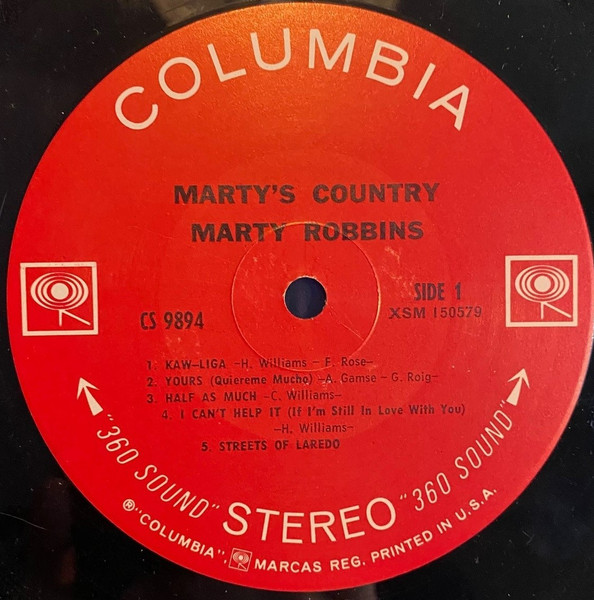 COLUMBIA
MARTY'S COUNTRY
MARTY ROBBINS
CS 9894
SIDE 1
XSM 150579
1. KAW-LIGA -H. Williams - F. Rose-
2. YOURS (Quiereme Mucho) -A. Gamse - G. Roig-
3. HALF AS MUCH -C. Williams-
4. I CAN'T HELP IT (If I'm Still In Love With You)
-H. Williams-
5. STREETS OF LAREDO
"360 SOUND" STEREO "360 SOUND"
® "COLUMBIA", MARCAS REG. PRINTED IN U.S.A.